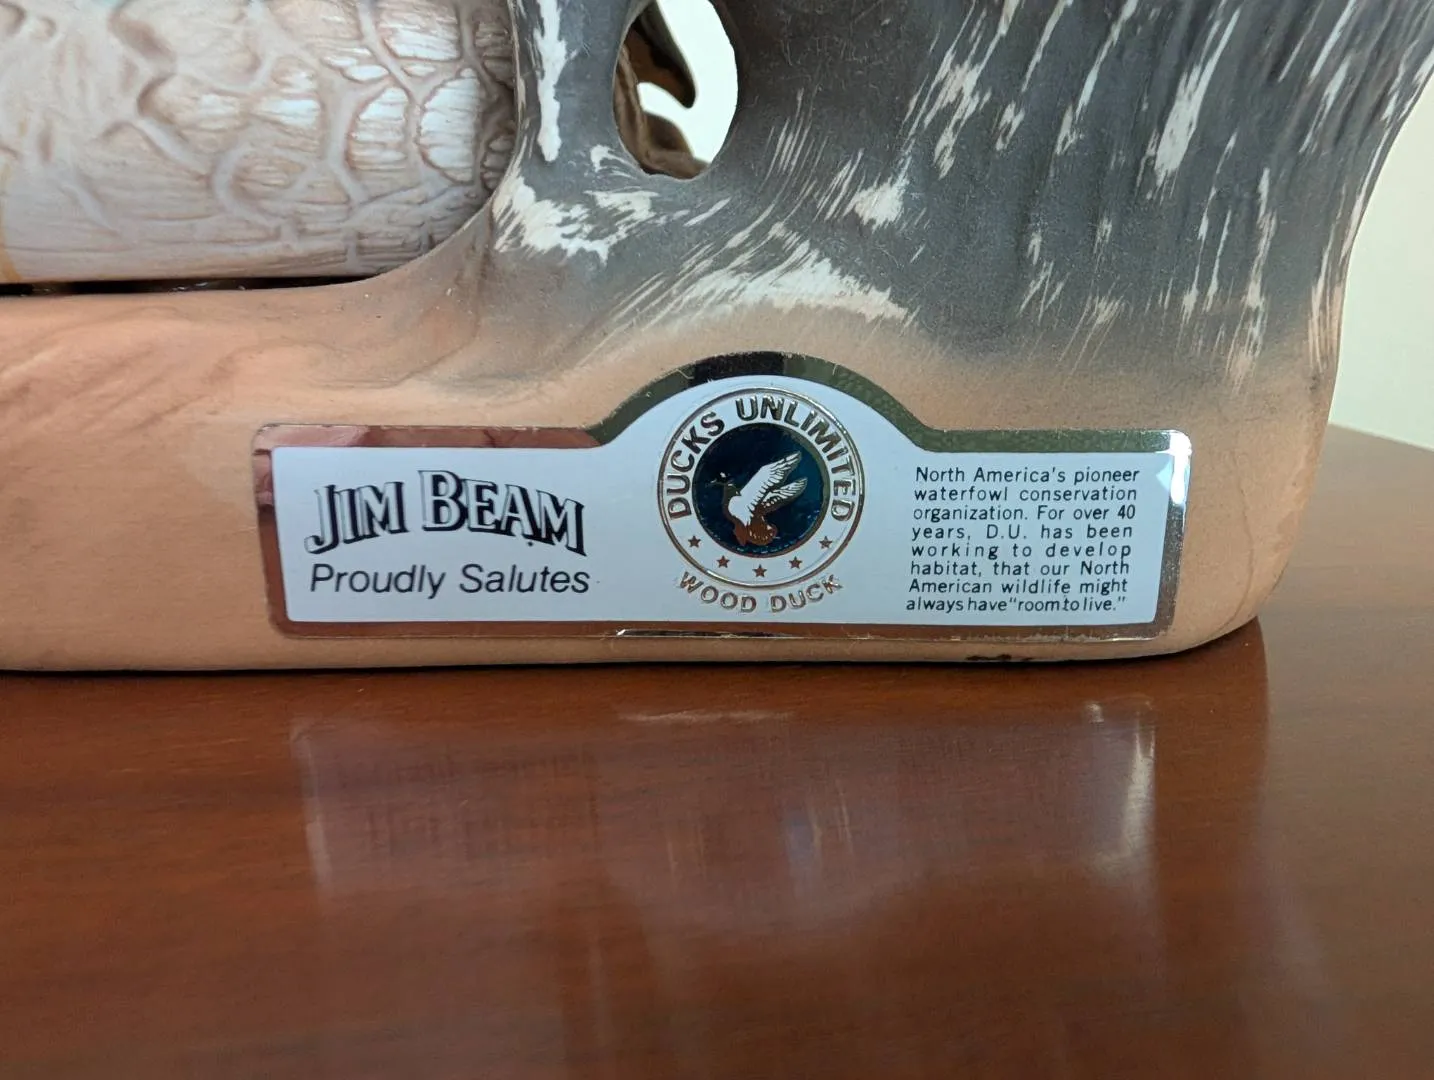 JIM BEAM
Proudly Salutes
DUCKS UNLIMITED
WOOD DUCK
North America's pioneer
waterfowl conservation
organization. For over 40
years, D.U. has been
working to develop
habitat, that our North
American wildlife might
always have "room to live."